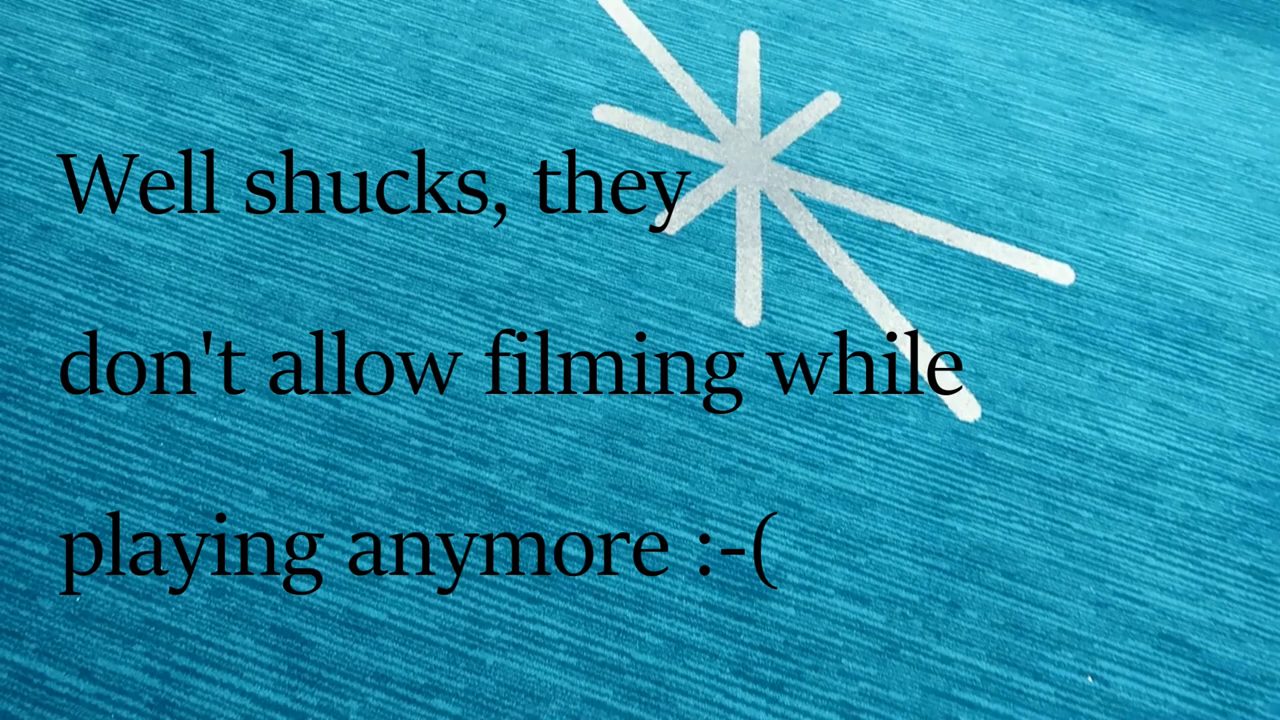 Well shucks, they
don't allow filming while
playing anymore :-(